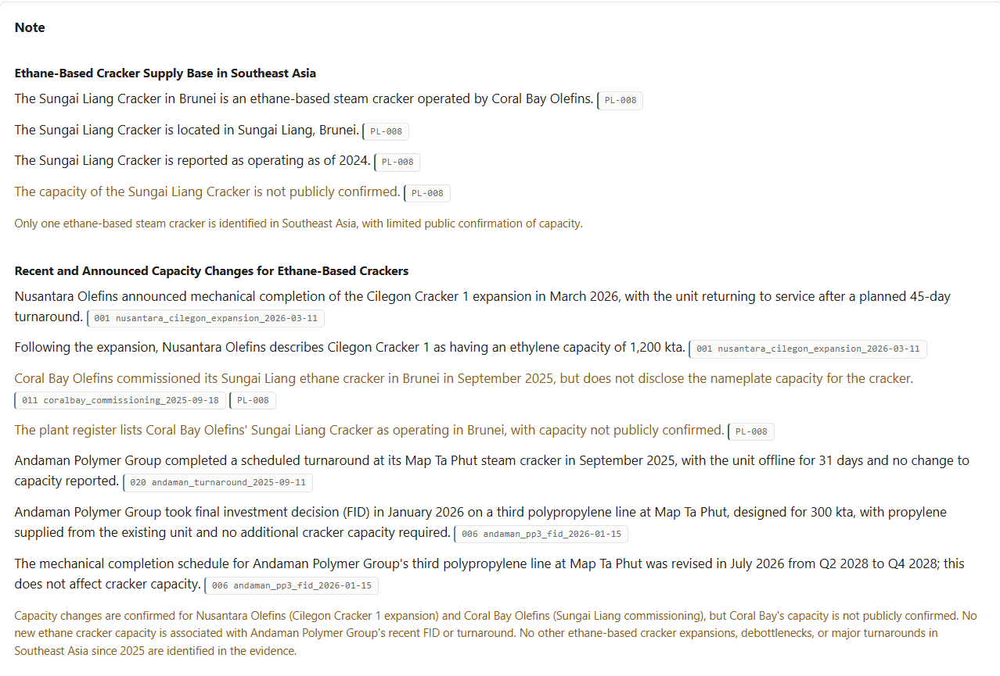 Note
Ethane-Based Cracker Supply Base in Southeast Asia
The Sungai Liang Cracker in Brunei is an ethane-based steam cracker operated by Coral Bay Olefins. PL-008
The Sungai Liang Cracker is located in Sungai Liang, Brunei. PL-008
The Sungai Liang Cracker is reported as operating as of 2024. PL-008
The capacity of the Sungai Liang Cracker is not publicly confirmed. PL-008
Only one ethane-based steam cracker is identified in Southeast Asia, with limited public confirmation of capacity.
Recent and Announced Capacity Changes for Ethane-Based Crackers
Nusantara Olefins announced mechanical completion of the Cilegon Cracker 1 expansion in March 2026, with the unit returning to service after a planned 45-day
turnaround. 001 nusantara_cilegon_expansion_2026-03-11
Following the expansion, Nusantara Olefins describes Cilegon Cracker 1 as having an ethylene capacity of 1,200 kta. 001 nusantara_cilegon_expansion_2026-03-11
Coral Bay Olefins commissioned its Sungai Liang ethane cracker in Brunei in September 2025, but does not disclose the nameplate capacity for the cracker.
011 coralbay_commissioning_2025-09-18 PL-008
The plant register lists Coral Bay Olefins' Sungai Liang Cracker as operating in Brunei, with capacity not publicly confirmed. PL-008
Andaman Polymer Group completed a scheduled turnaround at its Map Ta Phut steam cracker in September 2025, with the unit offline for 31 days and no change to
capacity reported. 020 andaman_turnaround_2025-09-11
Andaman Polymer Group took final investment decision (FID) in January 2026 on a third polypropylene line at Map Ta Phut, designed for 300 kta, with propylene
supplied from the existing unit and no additional cracker capacity required. 006 andaman_pp3_fid_2026-01-15
The mechanical completion schedule for Andaman Polymer Group's third polypropylene line at Map Ta Phut was revised in July 2026 from Q2 2028 to Q4 2028; this
does not affect cracker capacity. 006 andaman_pp3_fid_2026-01-15
Capacity changes are confirmed for Nusantara Olefins (Cilegon Cracker 1 expansion) and Coral Bay Olefins (Sungai Liang commissioning), but Coral Bay's capacity is not publicly confirmed. No
new ethane cracker capacity is associated with Andaman Polymer Group's recent FID or turnaround. No other ethane-based cracker expansions, debottlenecks, or major turnarounds in
Southeast Asia since 2025 are identified in the evidence.